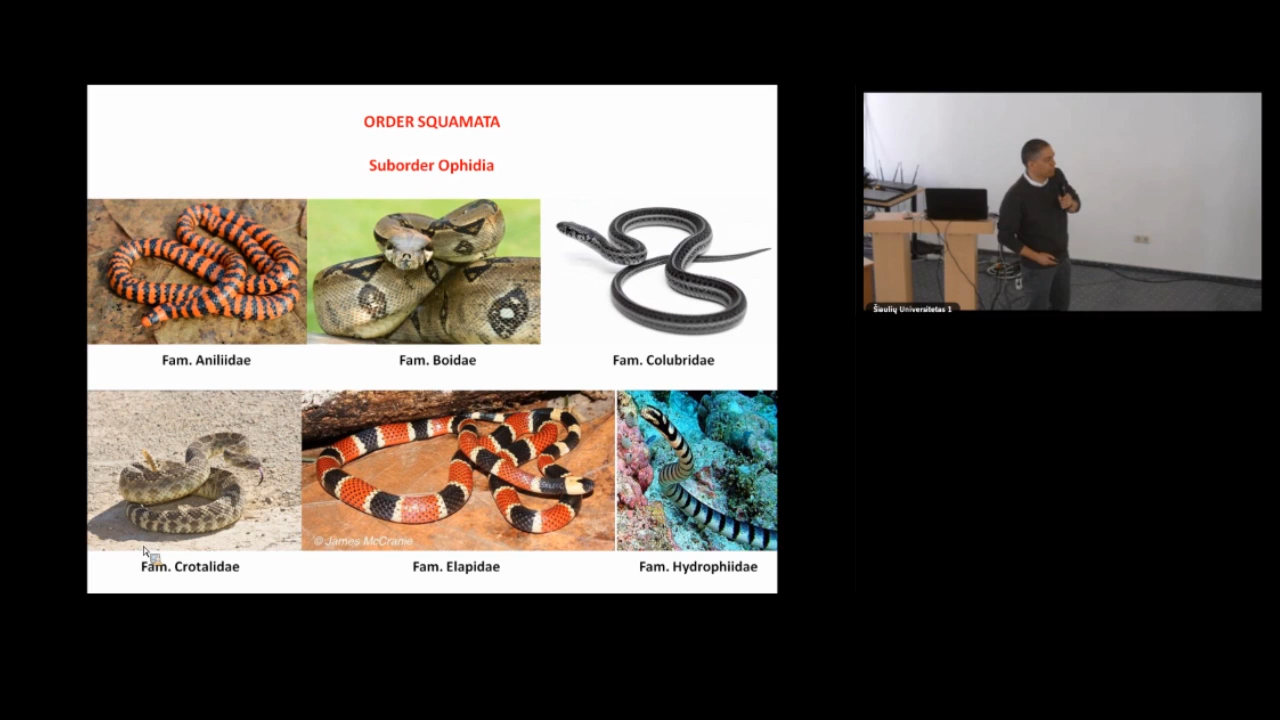 ORDER SQUAMATA
Suborder Ophidia
Fam. Aniliidae
Fam. Boidae
Fam. Colubridae
© James McCranie
Fam. Crotalidae
Fam. Elapidae
Fam. Hydrophiidae
Šiaulių Universitetas 1